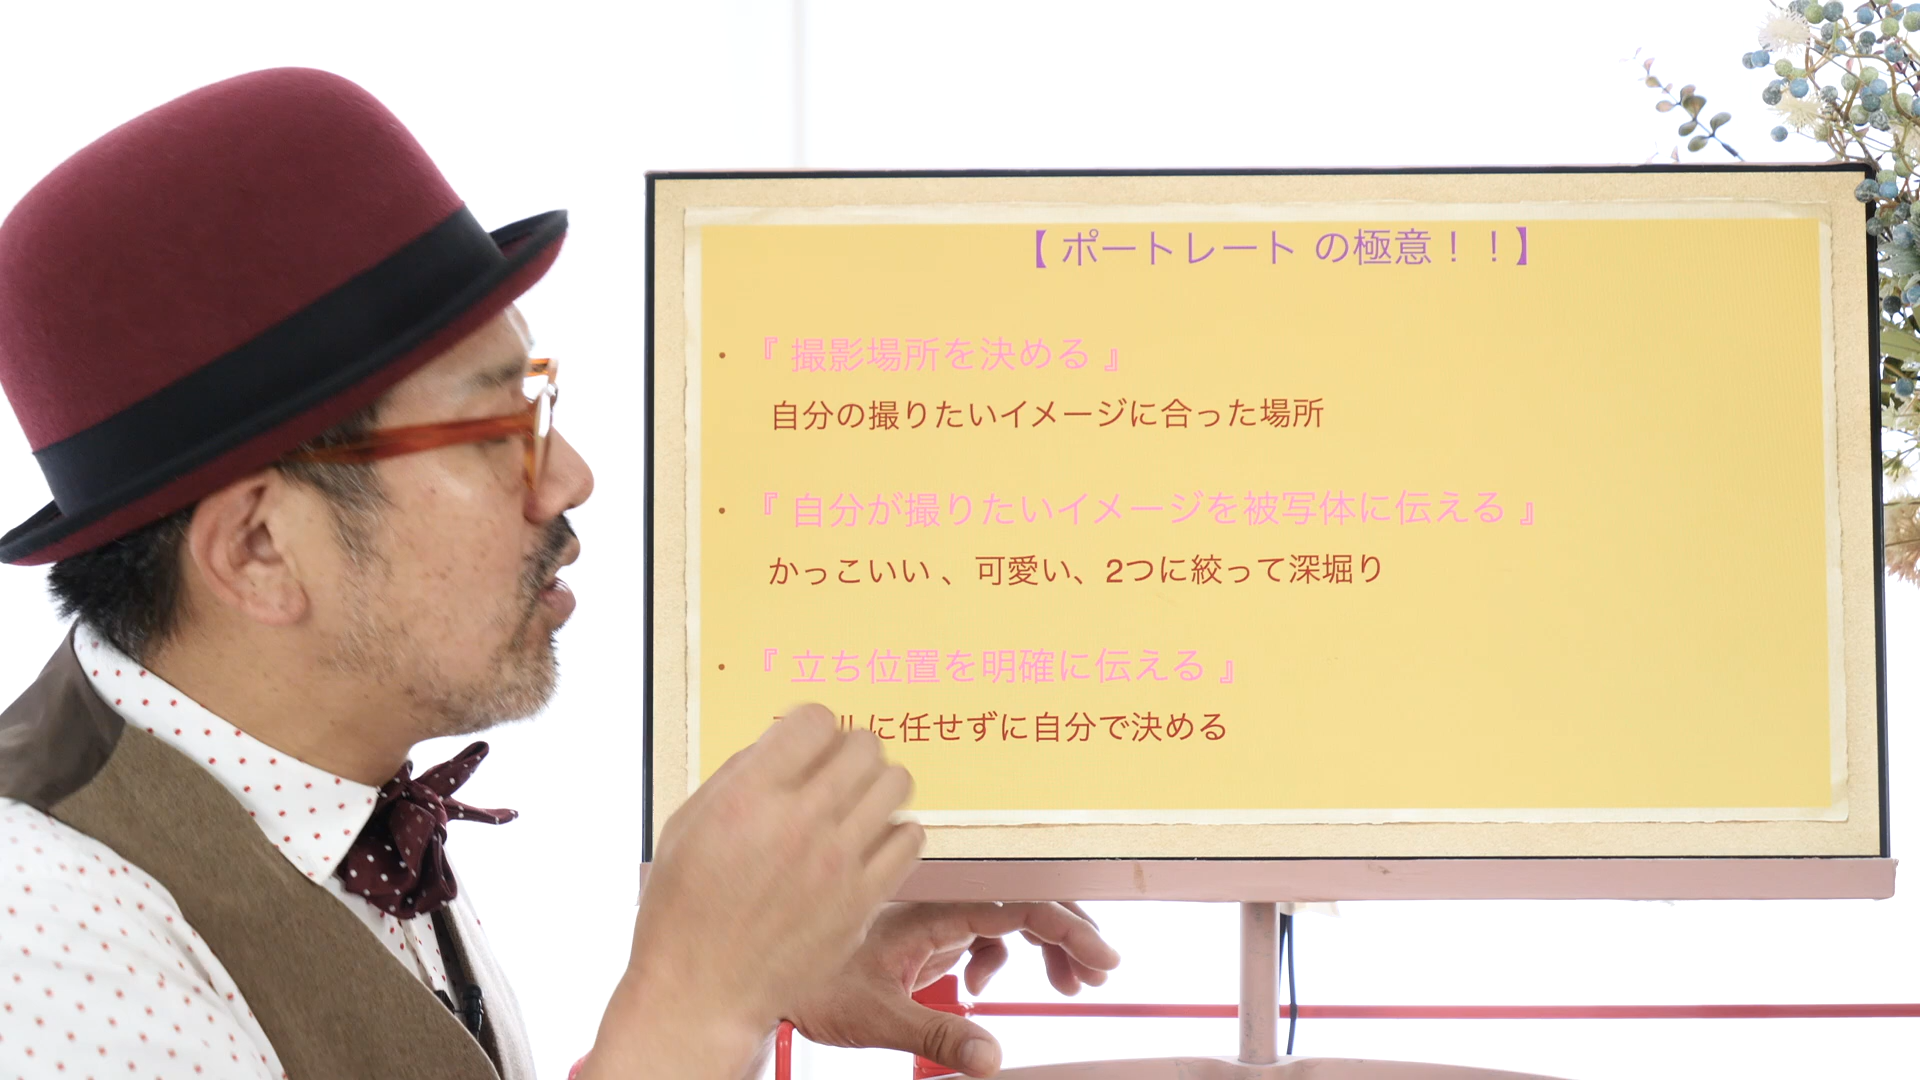 【 ポートレート の極意！！】
・『 撮影場所を決める 』
自分の撮りたいイメージに合った場所
・『 自分が撮りたいイメージを被写体に伝える 』
かっこいい 、可愛い、2つに絞って深堀り
・『 立ち位置を明確に伝える 』
に任せずに自分で決める